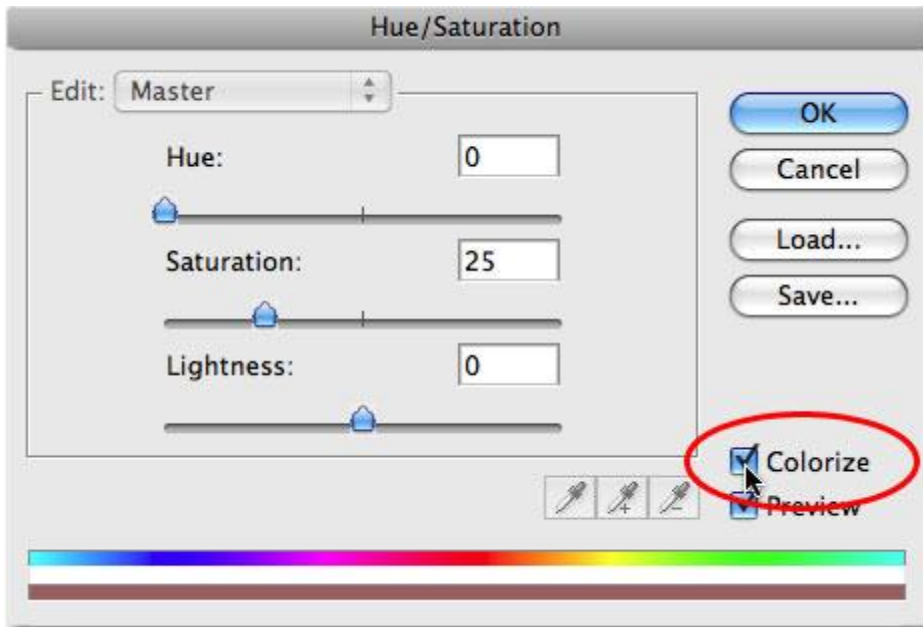 Hue/Saturation
Edit: Master
Hue: 0
Saturation: 25
Lightness: 0
OK
Cancel
Load...
Save...
Colorize
Preview